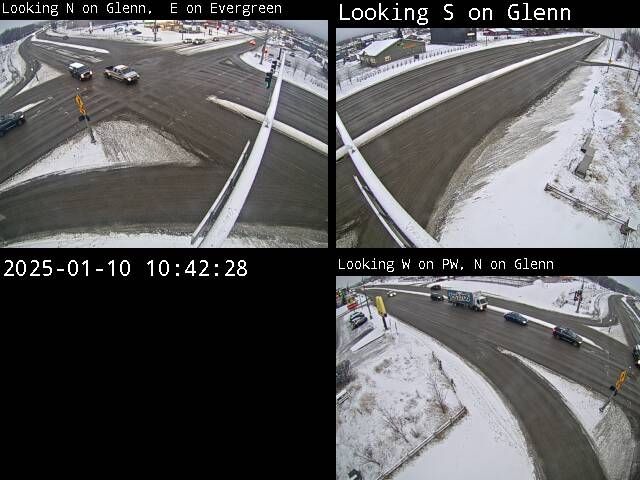 Looking N on Glenn, E on Evergreen
Looking S on Glenn
2025-01-10 10:42:28
Looking W on PW, N on Glenn